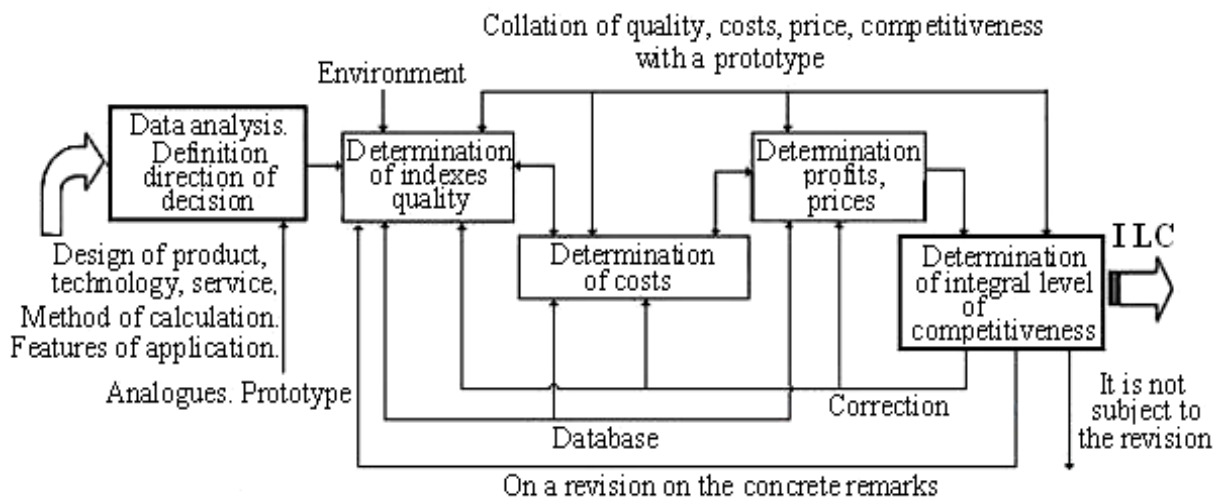 Collation of quality, costs, price, competitiveness
with a prototype
Environment
Data analysis.
Definition
direction of
decision
Determination
of indexes
quality
Determination
profits,
prices
Determination
of costs
Determination
of integral level
of
competitiveness
ILC
Design of product,
technology, service.
Method of calculation.
Features of application.
Analogues. Prototype
Correction
Database
It is not
subject to
the revision
On a revision on the concrete remarks